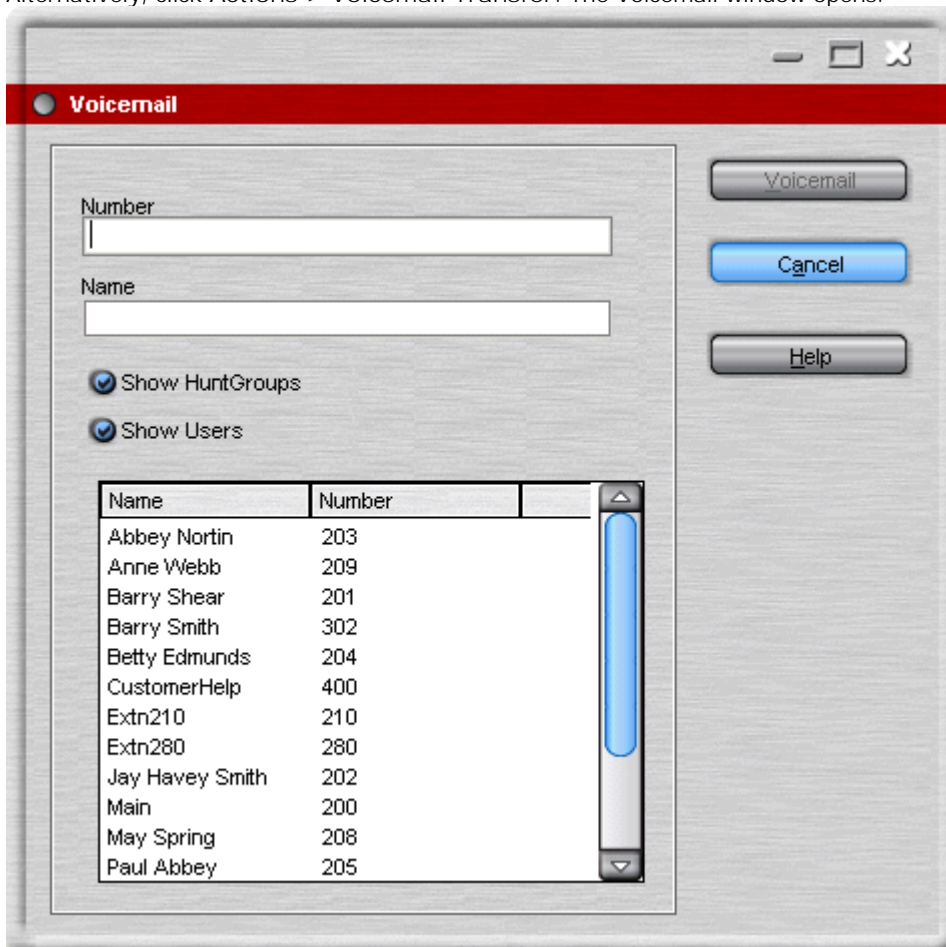 Alternatively, click Actions > Voicemail Transfer. The Voicemail window opens.
Voicemail
Number
Name
Show HuntGroups
Show Users
Name Number
Abbey Nortin 203
Anne Webb 209
Barry Shear 201
Barry Smith 302
Betty Edmunds 204
CustomerHelp 400
Extn210 210
Extn280 280
Jay Havey Smith 202
Main 200
May Spring 208
Paul Abbey 205
Voicemail
Cancel
Help